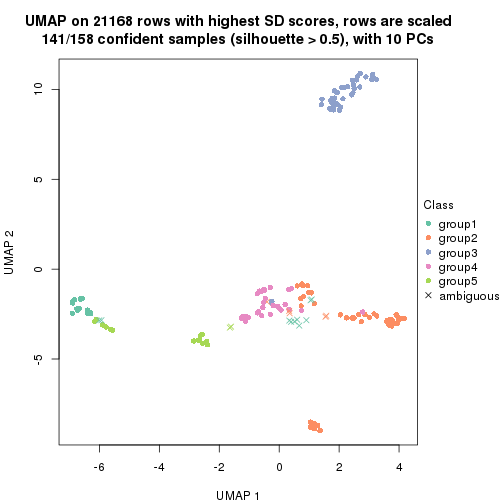 UMAP on 21168 rows with highest SD scores, rows are scaled
141/158 confident samples (silhouette > 0.5), with 10 PCs
10
5
0
-5
UMAP 2
-6
-4
-2
0
2
4
UMAP 1
Class
group1
group2
group3
group4
group5
ambiguous